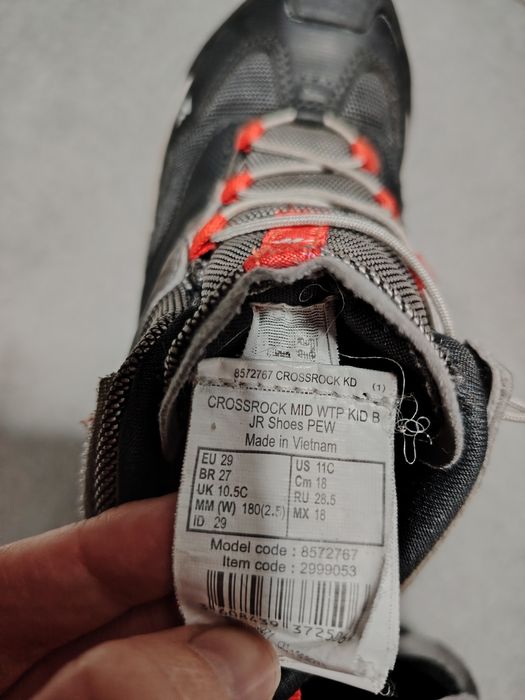 8572767 CROSSROCK KD (1)
CROSSROCK MID WTP KID B
JR Shoes PEW
Made in Vietnam
EU 29 US 11C
BR 27 Cm 18
UK 10.5C RU 28.5
MM (W) 180(2.5) MX 18
ID 29
Model code : 8572767
Item code : 2999053